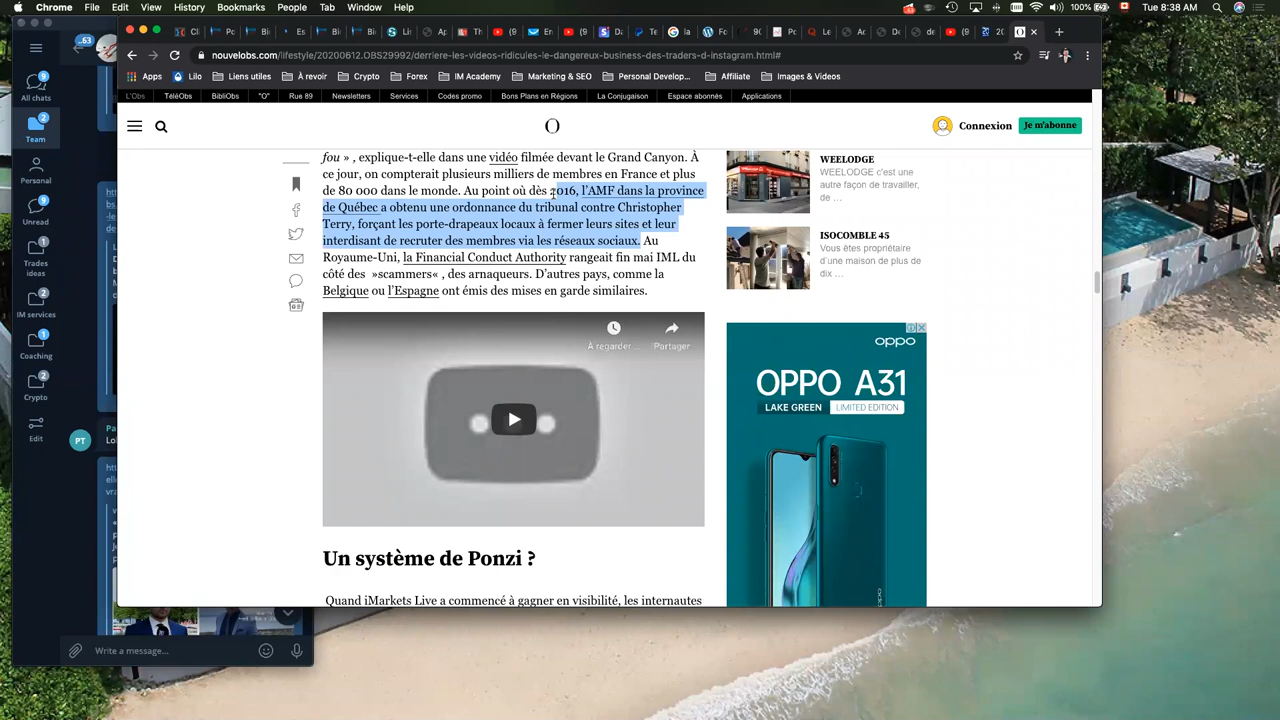 Chrome File Edit View History Bookmarks People Tab Window Help
100% Tue 8:28 AM
nouvelobs.com/lifestyle/20200612.OBS29992/derriere-les-videos-ridicules-le-dangereux-business-des-traders-d-instagram.html#
Apps Lilo Liens utiles À revoir Crypto Forex IM Academy Marketing & SEO Personal Develop... Affiliate Images & Videos
L'Obs TéléObs BibliObs "O" Rue 89 Newsletters Services Codes promo Bons Plans en Régions La Conjugaison Espace abonnés Applications
O
Connexion Je m'abonne
..63
9
All chats
2
Team
Personal
9
Unread
1
Trades
ideas
2
IM services
1
Coaching
2
Crypto
Edit
PT
Write a message...
fou » , explique-t-elle dans une vidéo filmée devant le Grand Canyon. À
ce jour, on compterait plusieurs milliers de membres en France et plus
de 80 000 dans le monde. Au point où dès 2016, l'AMF dans la province
de Québec a obtenu une ordonnance du tribunal contre Christopher
Terry, forçant les porte-drapeaux locaux à fermer leurs sites et leur
interdisant de recruter des membres via les réseaux sociaux. Au
Royaume-Uni, la Financial Conduct Authority rangeait fin mai IML du
côté des »scammers« , des arnaqueurs. D'autres pays, comme la
Belgique ou l'Espagne ont émis des mises en garde similaires.
À regarder... Partager
Un système de Ponzi ?
Quand iMarkets Live a commencé à gagner en visibilité, les internautes
WEELODGE
WEELODGE c'est une
autre façon de travailler,
de ...
ISOCOMBLE 45
Vous êtes propriétaire
d'une maison de plus de
dix ...
oppo
OPPO A31
LAKE GREEN LIMITED EDITION